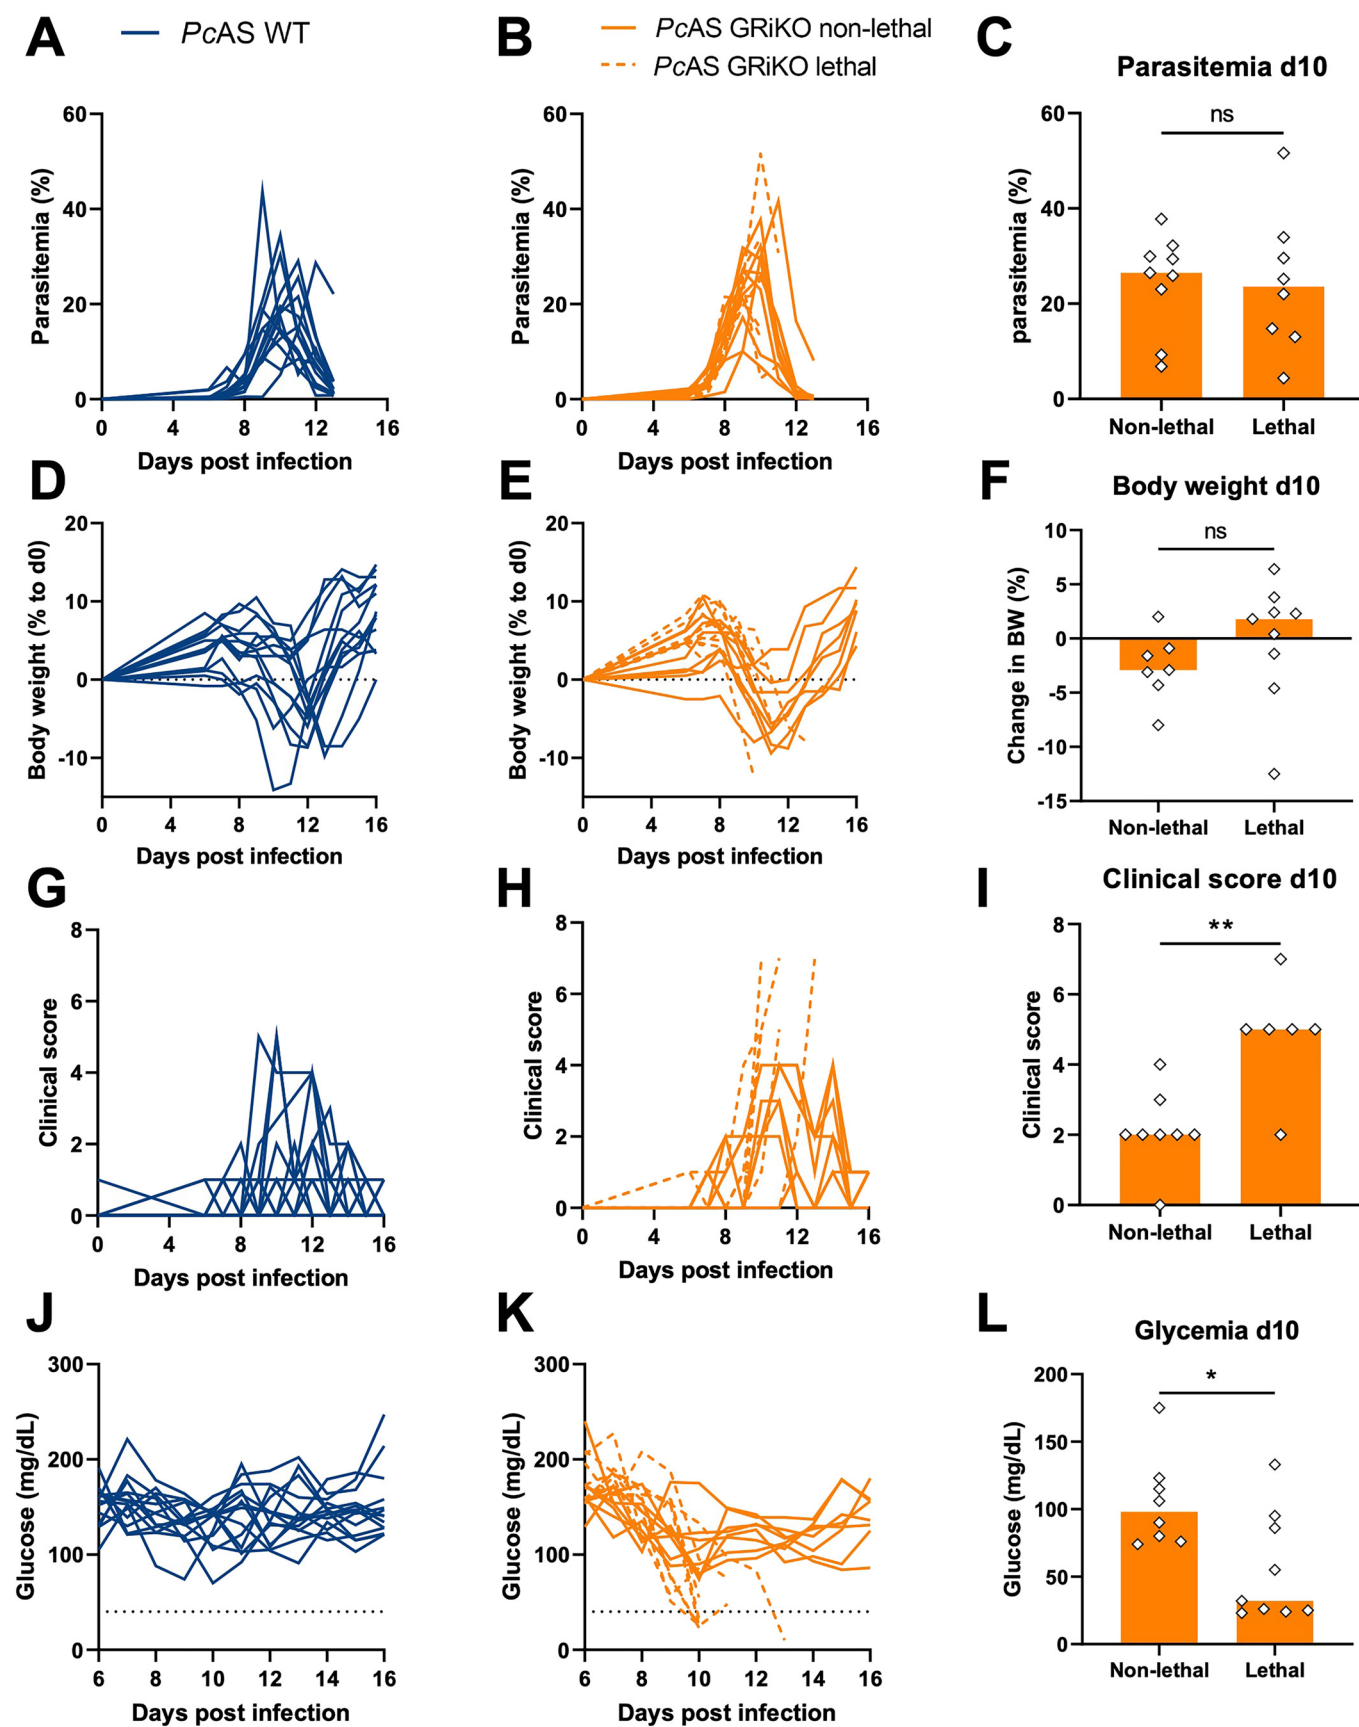 A
PcAS WT
60
40
20
0
Parasitemia (%)
0 4 8 12 16
Days post infection
B
PcAS GRiKO non-lethal
PcAS GRiKO lethal
60
40
20
0
Parasitemia (%)
0 4 8 12 16
Days post infection
C
Parasitemia d10
ns
60
40
20
0
parasitemia (%)
Non-lethal Lethal
D
20
10
0
-10
Body weight (% to d0)
0 4 8 12 16
Days post infection
E
20
10
0
-10
Body weight (% to d0)
0 4 8 12 16
Days post infection
F
Body weight d10
ns
10
5
0
-5
-10
-15
Change in BW (%)
Non-lethal Lethal
G
8
6
4
2
0
Clinical score
0 4 8 12 16
Days post infection
H
8
6
4
2
0
Clinical score
0 4 8 12 16
Days post infection
I
Clinical score d10
**
8
6
4
2
0
Clinical score
Non-lethal Lethal
J
300
200
100
0
Glucose (mg/dL)
6 8 10 12 14 16
Days post infection
K
300
200
100
0
Glucose (mg/dL)
6 8 10 12 14 16
Days post infection
L
Glycemia d10
*
200
150
100
50
0
Glucose (mg/dL)
Non-lethal Lethal